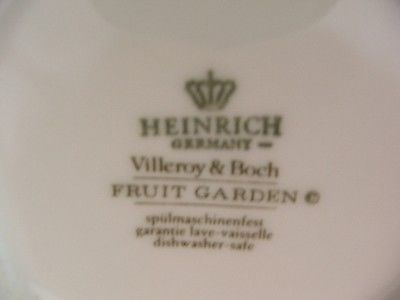 HEINRICH
GERMANY
Villeroy & Boch
FRUIT GARDEN ©
spülmaschinenfest
garantie lave-vaisselle
dishwasher-safe